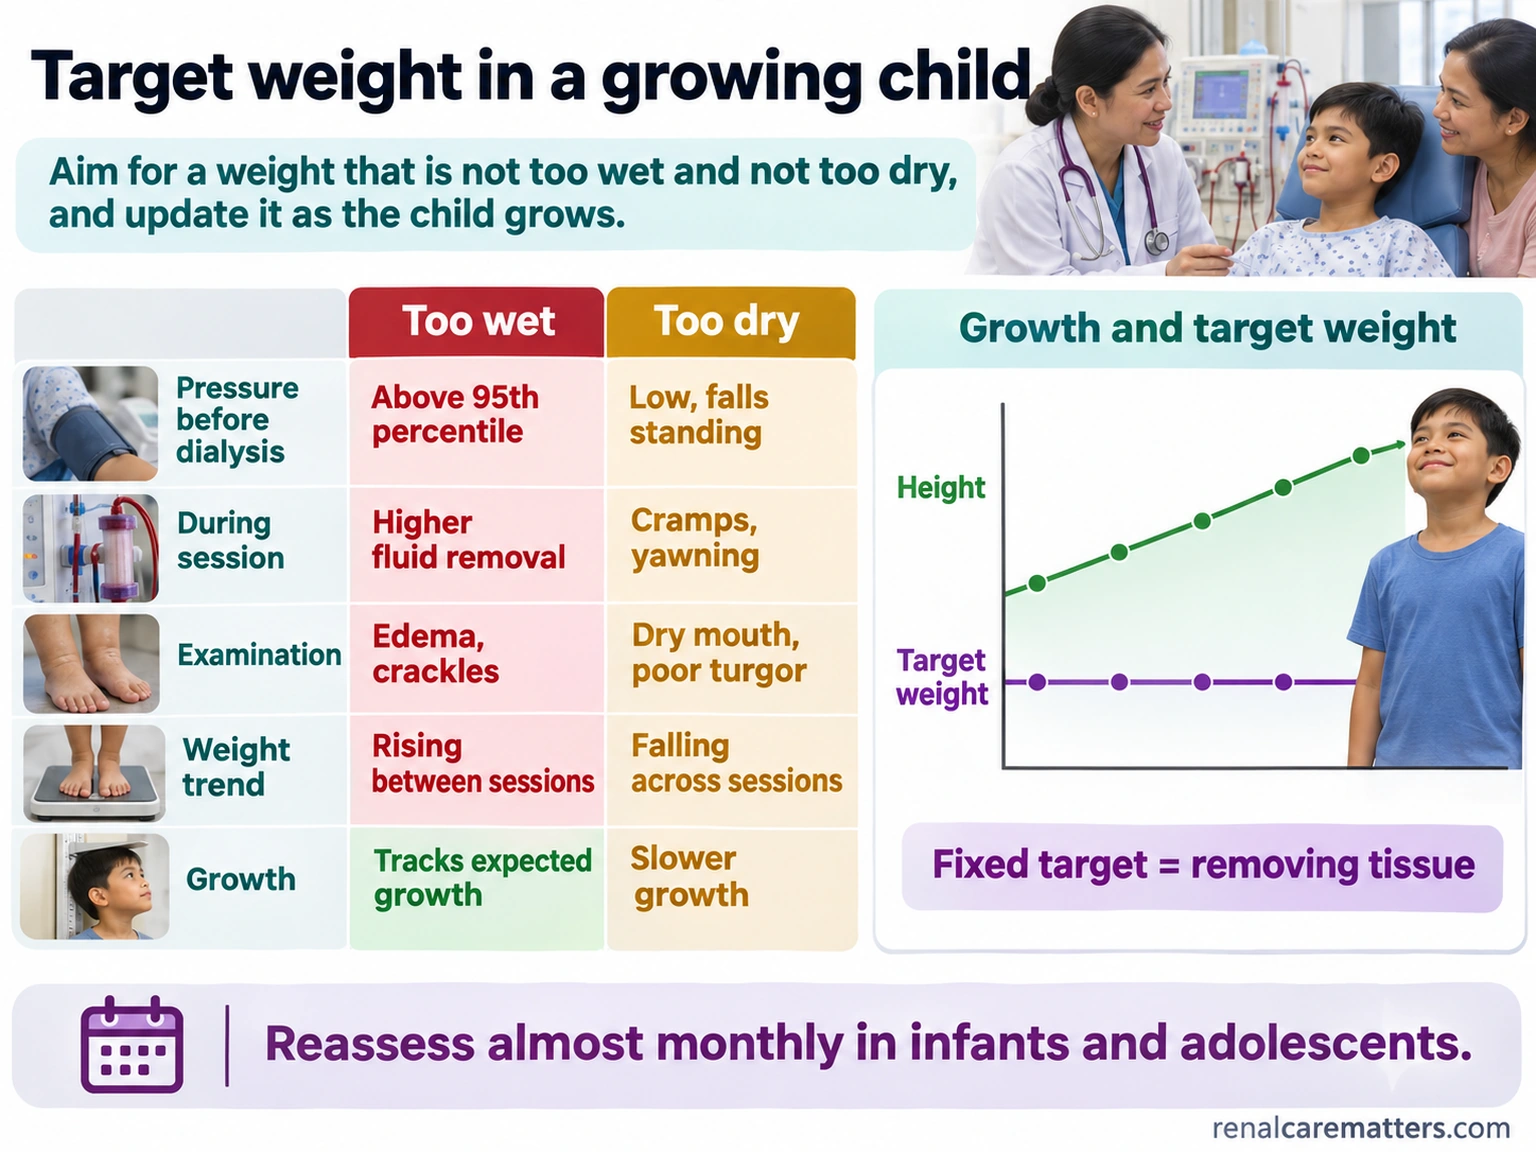 Target weight in a growing child
Aim for a weight that is not too wet and not too dry,
and update it as the child grows.
Too wet
Too dry
Pressure
before
dialysis
Above 95th
percentile
Low, falls
standing
During
session
Higher
fluid removal
Cramps,
yawning
Examination
Edema,
crackles
Dry mouth,
poor turgor
Weight
trend
Rising
between sessions
Falling
across sessions
Growth
Tracks expected
growth
Slower
growth
Growth and target weight
Height
Target
weight
Fixed target = removing tissue
Reassess almost monthly in infants and adolescents.
renalcarematters.com